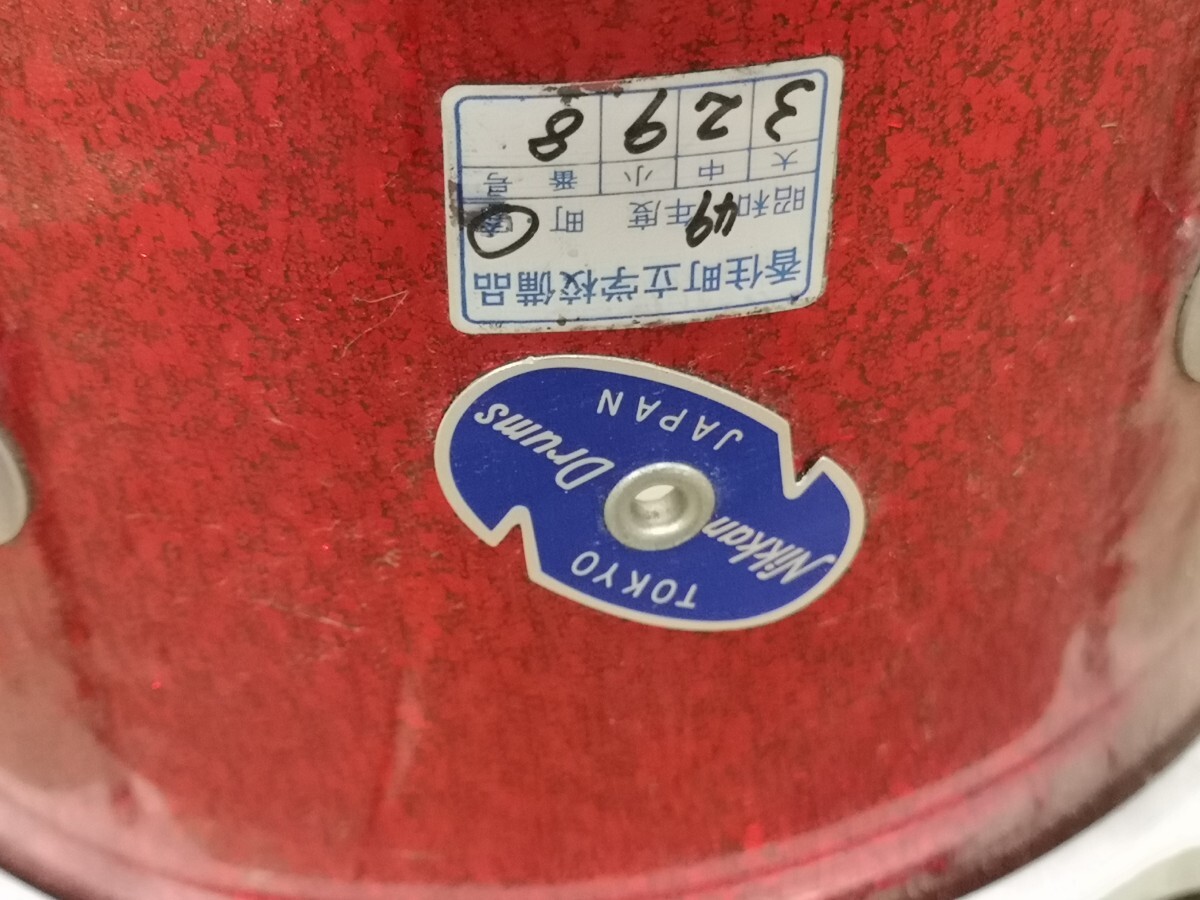 香住町立学校備品
昭和49年度 町
大 中 小 番号
3 2 9 8
TOKYO
Nikkan Drums
JAPAN